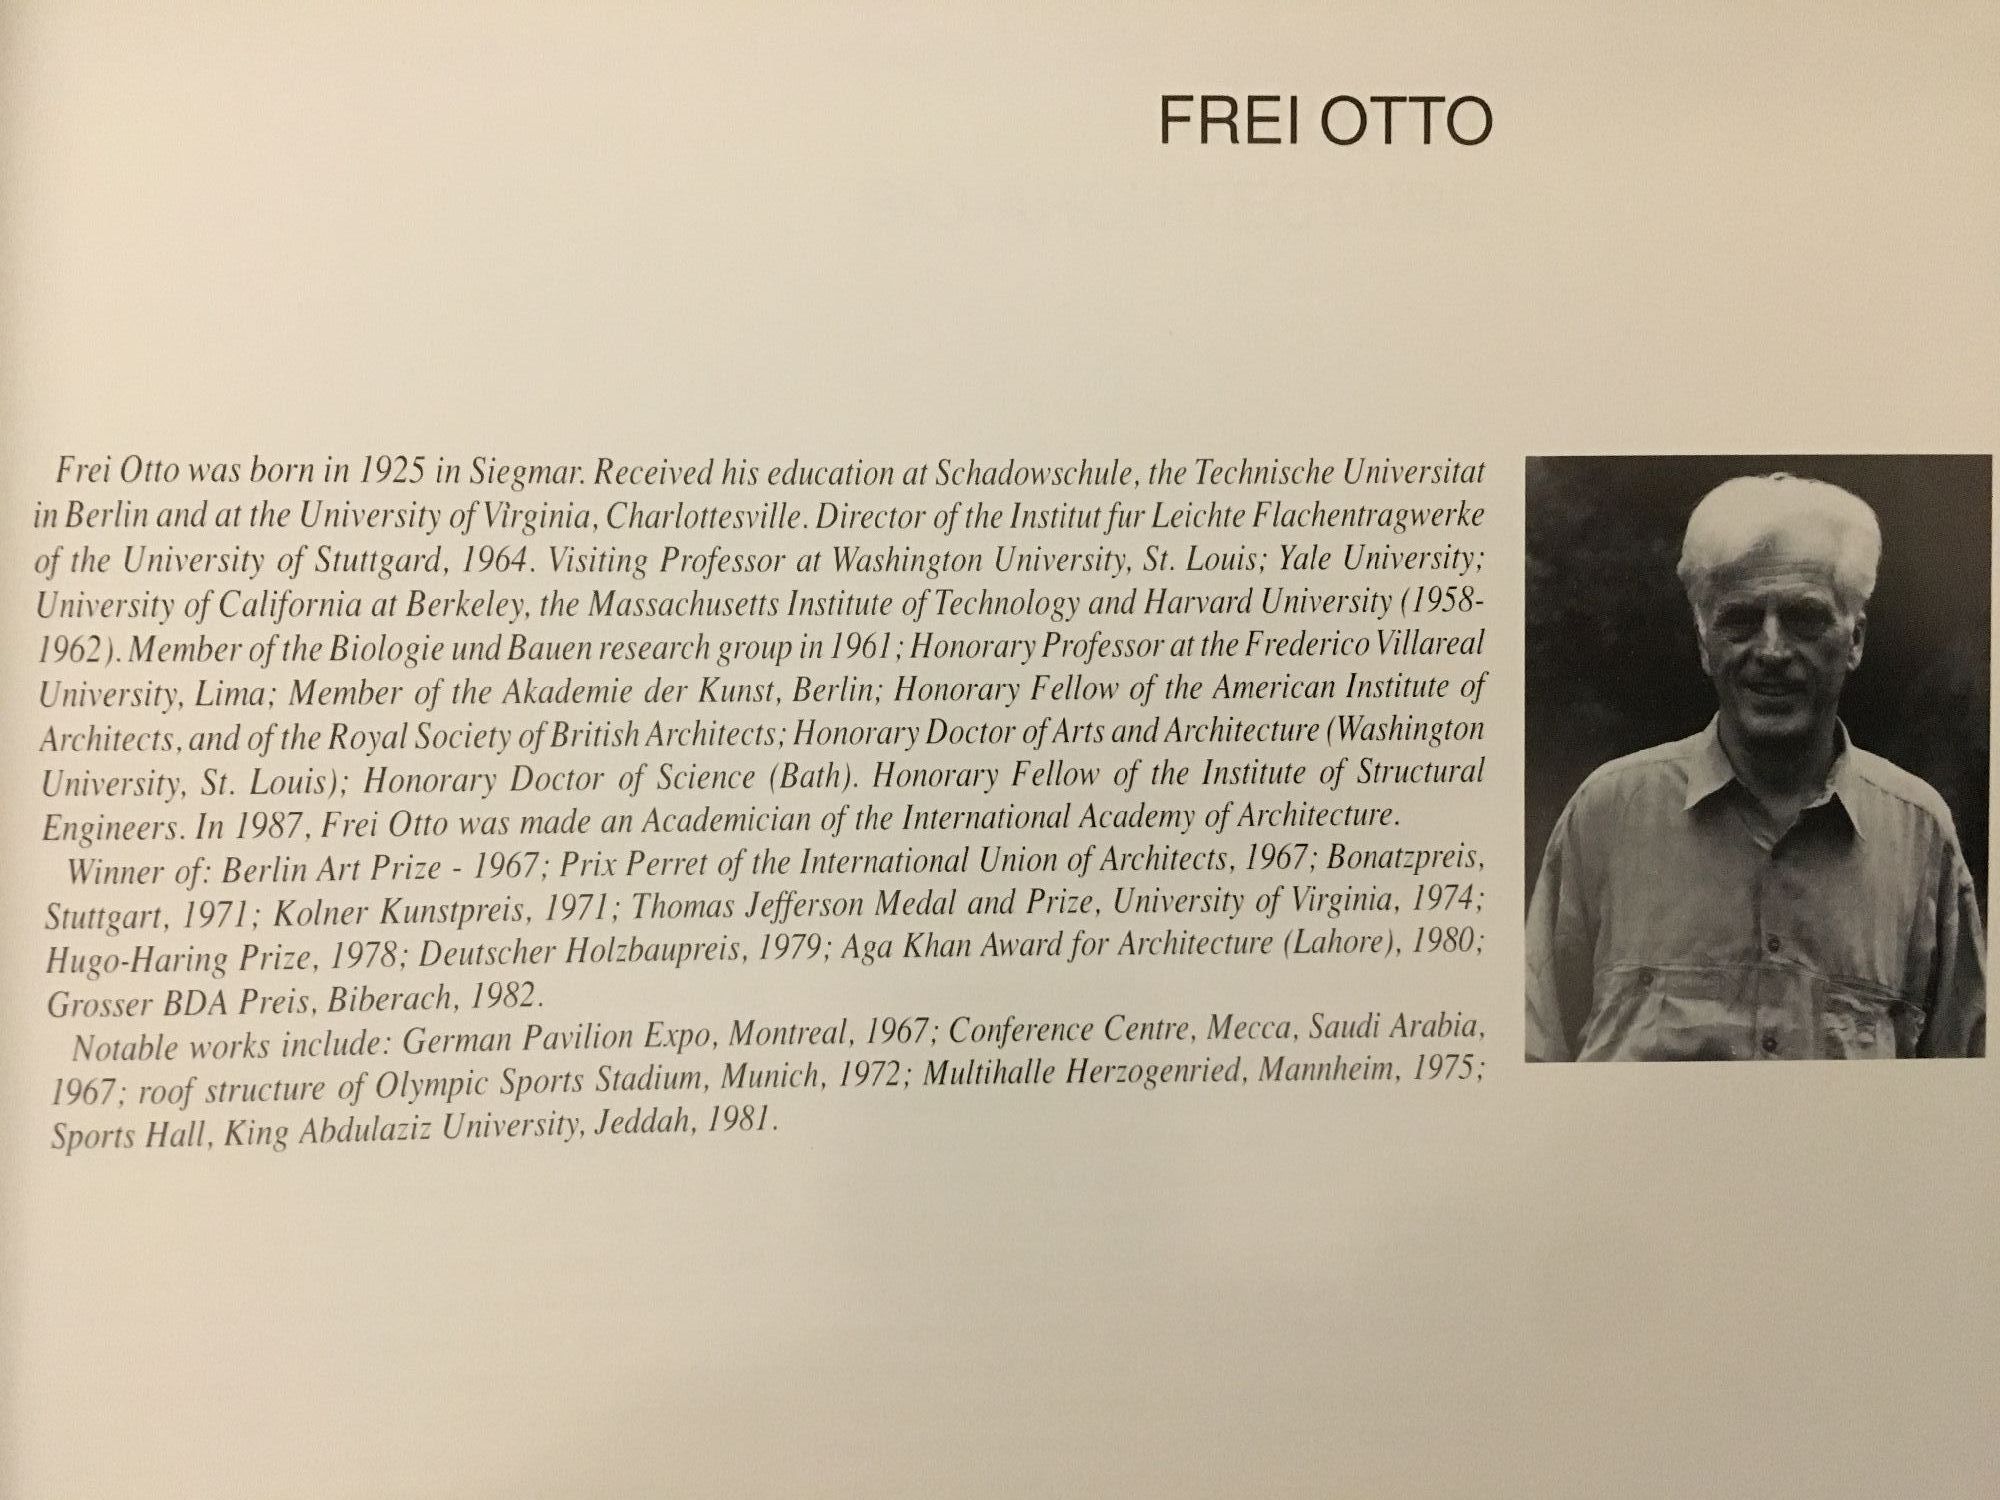 FREI OTTO
Frei Otto was born in 1925 in Siegmar. Received his education at Schadowschule, the Technische Universitat
in Berlin and at the University of Virginia, Charlottesville. Director of the Institut fur Leichte Flachentragwerke
of the University of Stuttgard, 1964. Visiting Professor at Washington University, St. Louis; Yale University;
University of California at Berkeley, the Massachusetts Institute of Technology and Harvard University (1958-
1962). Member of the Biologie und Bauen research group in 1961; Honorary Professor at the Frederico Villareal
University, Lima; Member of the Akademie der Kunst, Berlin; Honorary Fellow of the American Institute of
Architects, and of the Royal Society of British Architects; Honorary Doctor of Arts and Architecture (Washington
University, St. Louis); Honorary Doctor of Science (Bath). Honorary Fellow of the Institute of Structural
Engineers. In 1987, Frei Otto was made an Academician of the International Academy of Architecture.
Winner of: Berlin Art Prize - 1967; Prix Perret of the International Union of Architects, 1967; Bonatzpreis,
Stuttgart, 1971; Kolner Kunstpreis, 1971; Thomas Jefferson Medal and Prize, University of Virginia, 1974;
Hugo-Haring Prize, 1978; Deutscher Holzbaupreis, 1979; Aga Khan Award for Architecture (Lahore), 1980;
Grosser BDA Preis, Biberach, 1982.
Notable works include: German Pavilion Expo, Montreal, 1967; Conference Centre, Mecca, Saudi Arabia,
1967; roof structure of Olympic Sports Stadium, Munich, 1972; Multihalle Herzogenried, Mannheim, 1975;
Sports Hall, King Abdulaziz University, Jeddah, 1981.